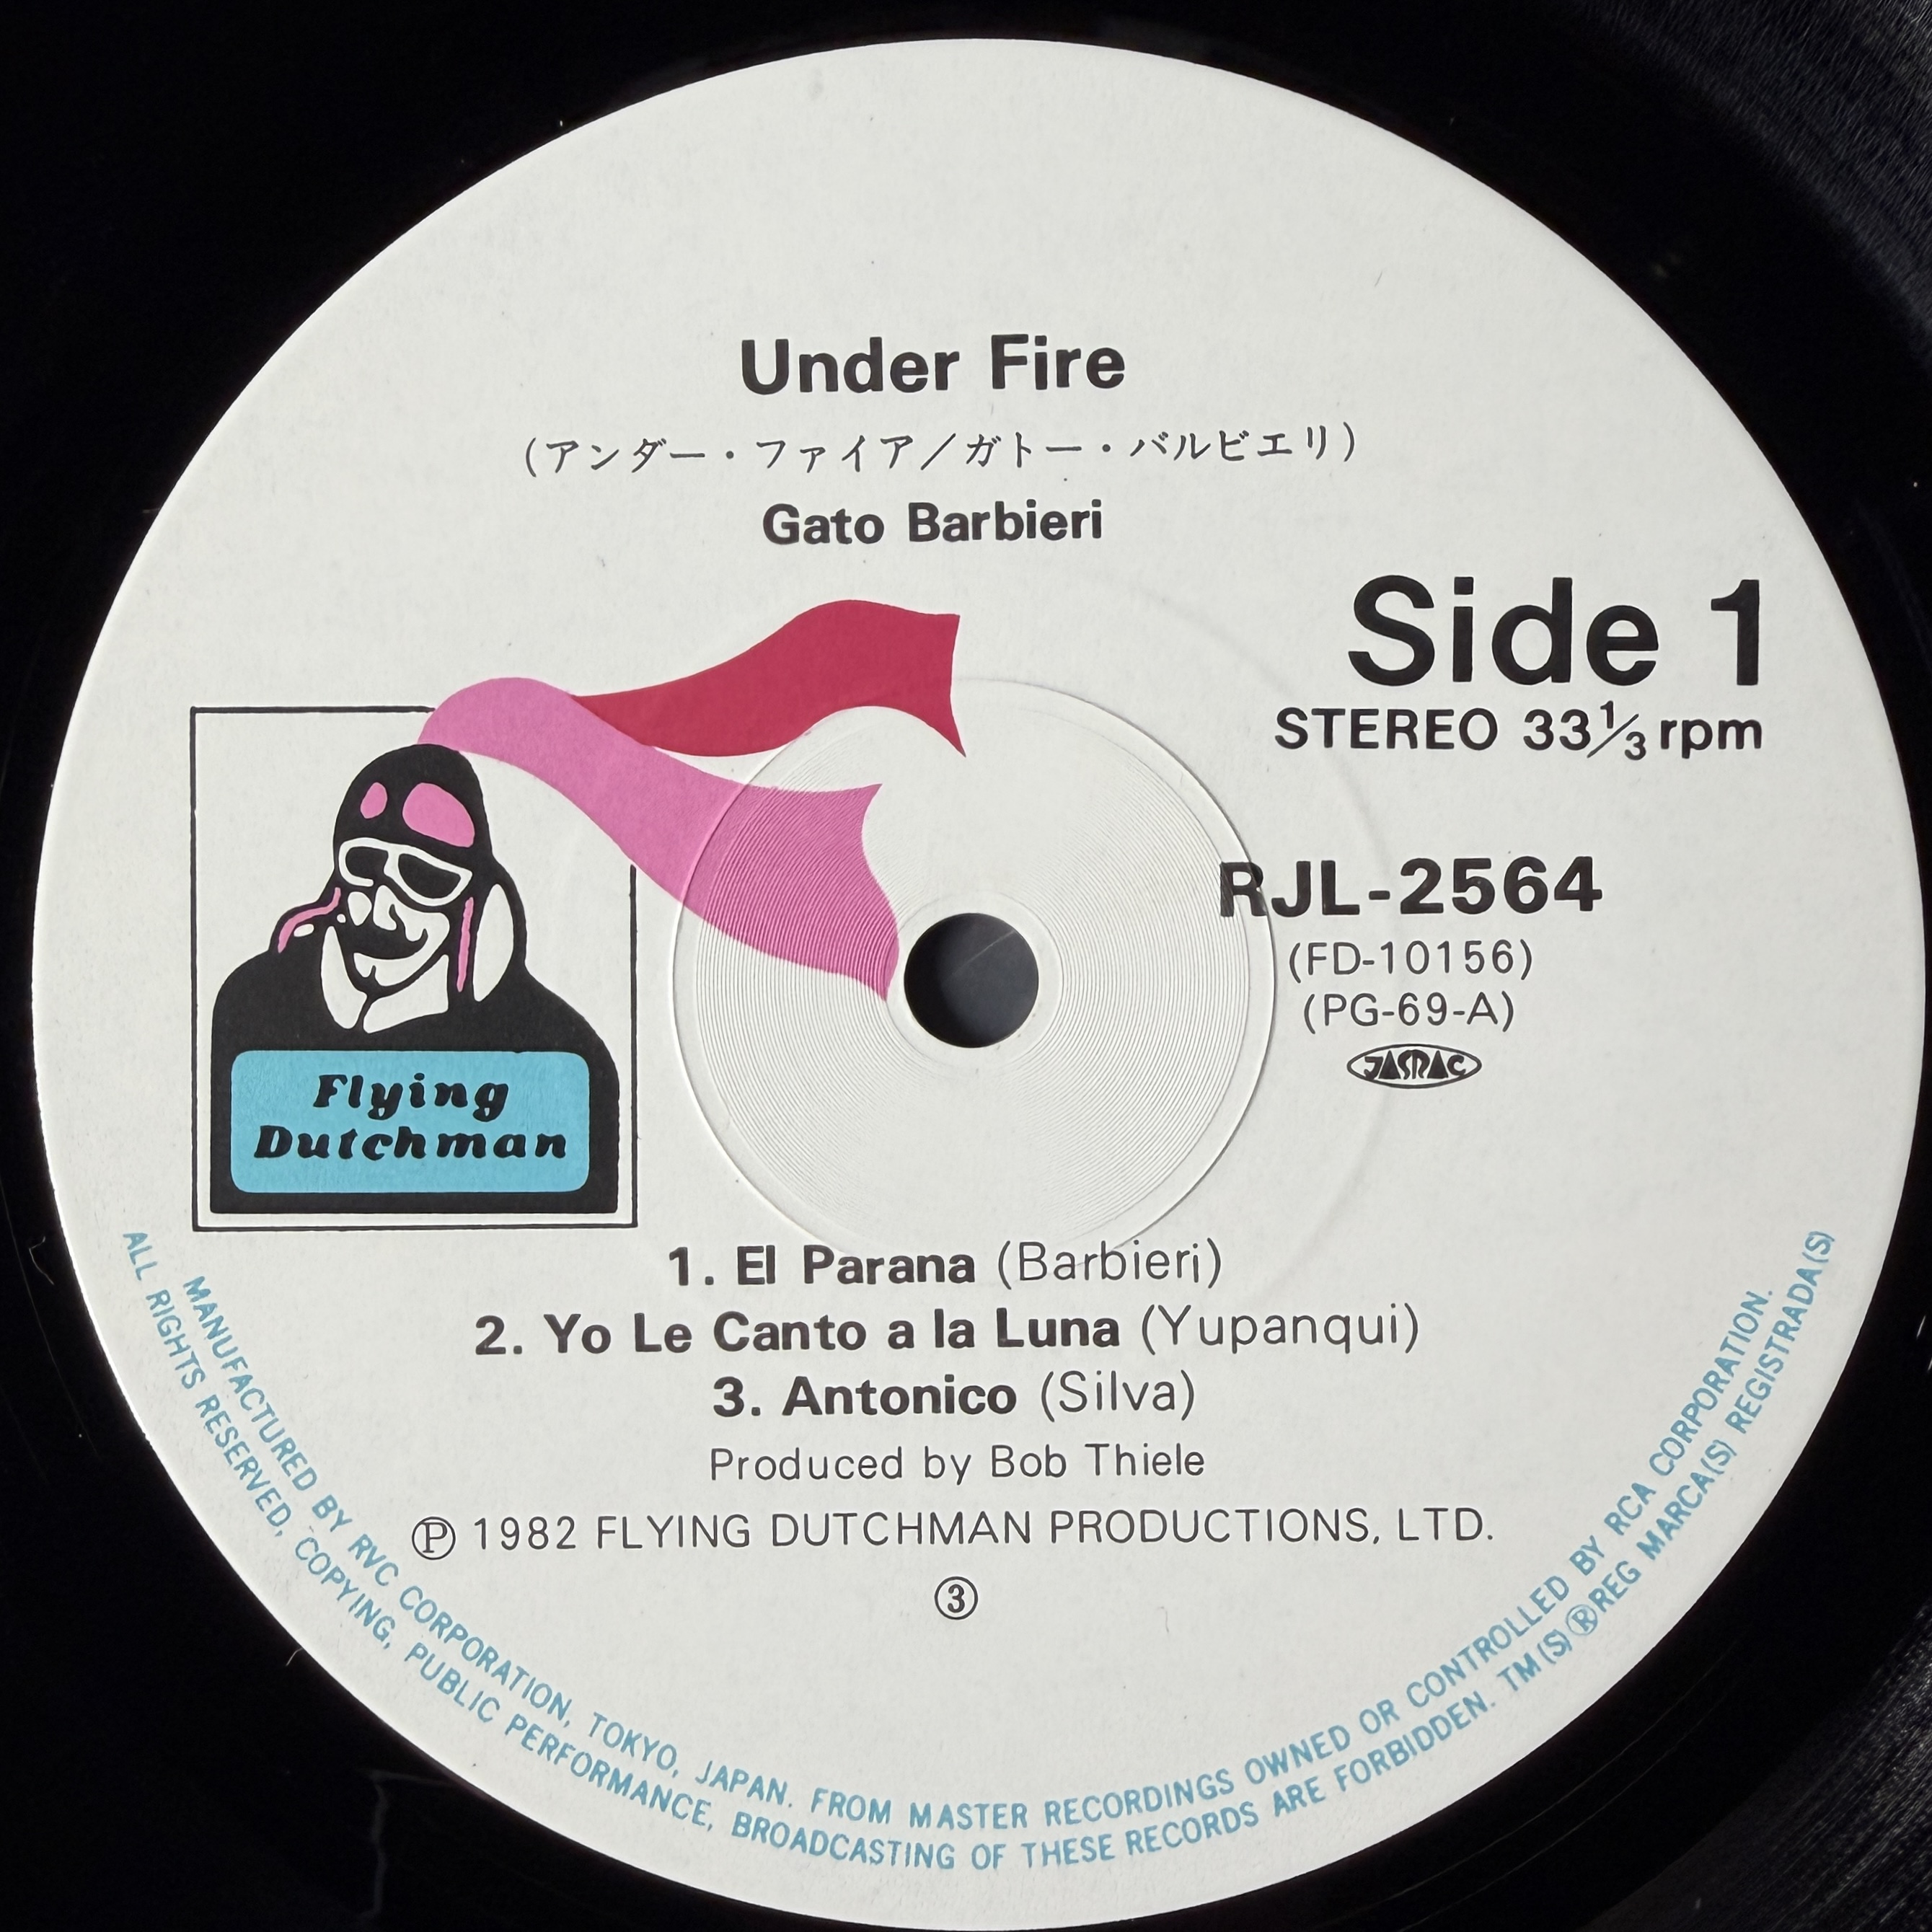 Under Fire
(アンダー・ファイア／ガトー・バルビエリ)
Gato Barbieri
Side 1
STEREO 33⅓ rpm
RJL-2564
(FD-10156)
(PG-69-A)
JASRAC
Flying
Dutchman
1. El Parana (Barbieri)
2. Yo Le Canto a la Luna (Yupanqui)
3. Antonico (Silva)
Produced by Bob Thiele
Ⓟ 1982 FLYING DUTCHMAN PRODUCTIONS, LTD.
③
MANUFACTURED BY RVC CORPORATION, TOKYO, JAPAN. FROM MASTER RECORDINGS OWNED OR CONTROLLED BY RCA CORPORATION.
ALL RIGHTS RESERVED, COPYING, PUBLIC PERFORMANCE, BROADCASTING OF THESE RECORDS ARE FORBIDDEN. TM(S)®REG MARCA(S) REGISTRADA(S)